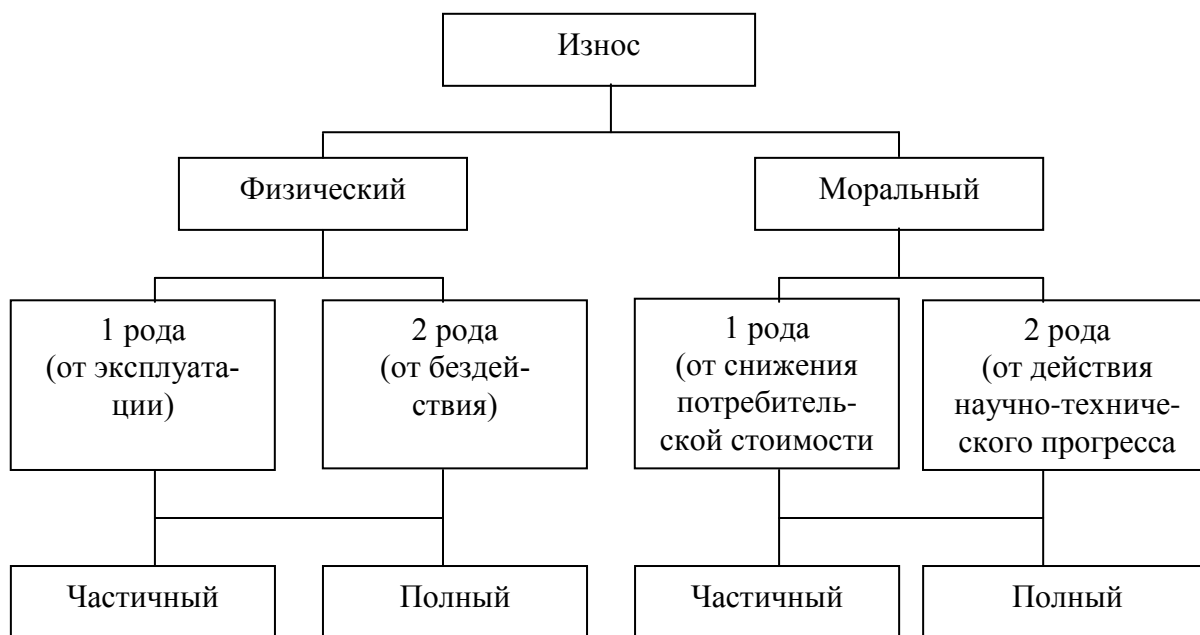 Износ
Физический
Моральный
1 рода
(от эксплуата-
ции)
2 рода
(от бездей-
ствия)
1 рода
(от снижения
потребитель-
ской стоимости
2 рода
(от действия
научно-техниче-
ского прогресса
Частичный
Полный
Частичный
Полный